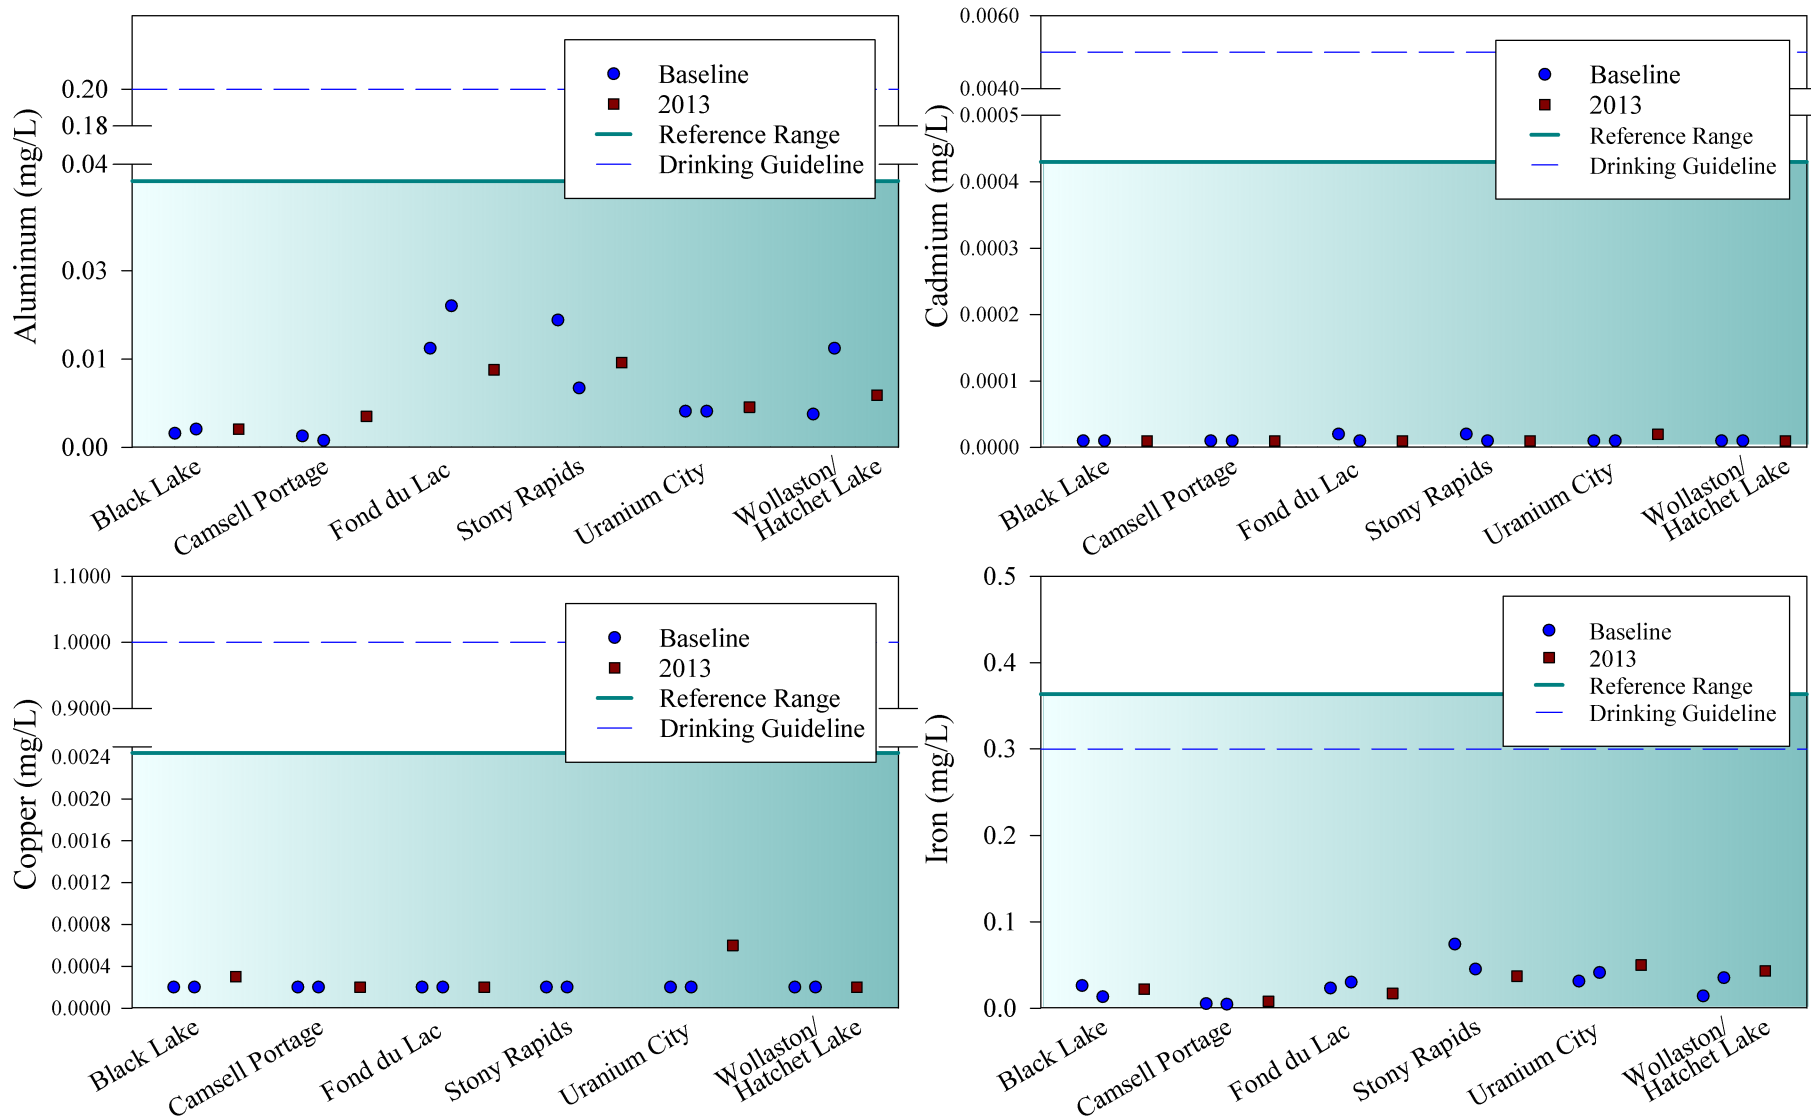 Aluminum (mg/L)
0.20
0.18
0.04
0.03
0.01
0.00
Baseline
2013
Reference Range
Drinking Guideline
Black Lake
Camsell Portage
Fond du Lac
Stony Rapids
Uranium City
Wollaston/
Hatchet Lake
Cadmium (mg/L)
0.0060
0.0040
0.0005
0.0004
0.0003
0.0002
0.0001
0.0000
Baseline
2013
Reference Range
Drinking Guideline
Black Lake
Camsell Portage
Fond du Lac
Stony Rapids
Uranium City
Wollaston/
Hatchet Lake
Copper (mg/L)
1.1000
1.0000
0.9000
0.0024
0.0020
0.0016
0.0012
0.0008
0.0004
0.0000
Baseline
2013
Reference Range
Drinking Guideline
Black Lake
Camsell Portage
Fond du Lac
Stony Rapids
Uranium City
Wollaston/
Hatchet Lake
Iron (mg/L)
0.5
0.4
0.3
0.2
0.1
0.0
Baseline
2013
Reference Range
Drinking Guideline
Black Lake
Camsell Portage
Fond du Lac
Stony Rapids
Uranium City
Wollaston/
Hatchet Lake